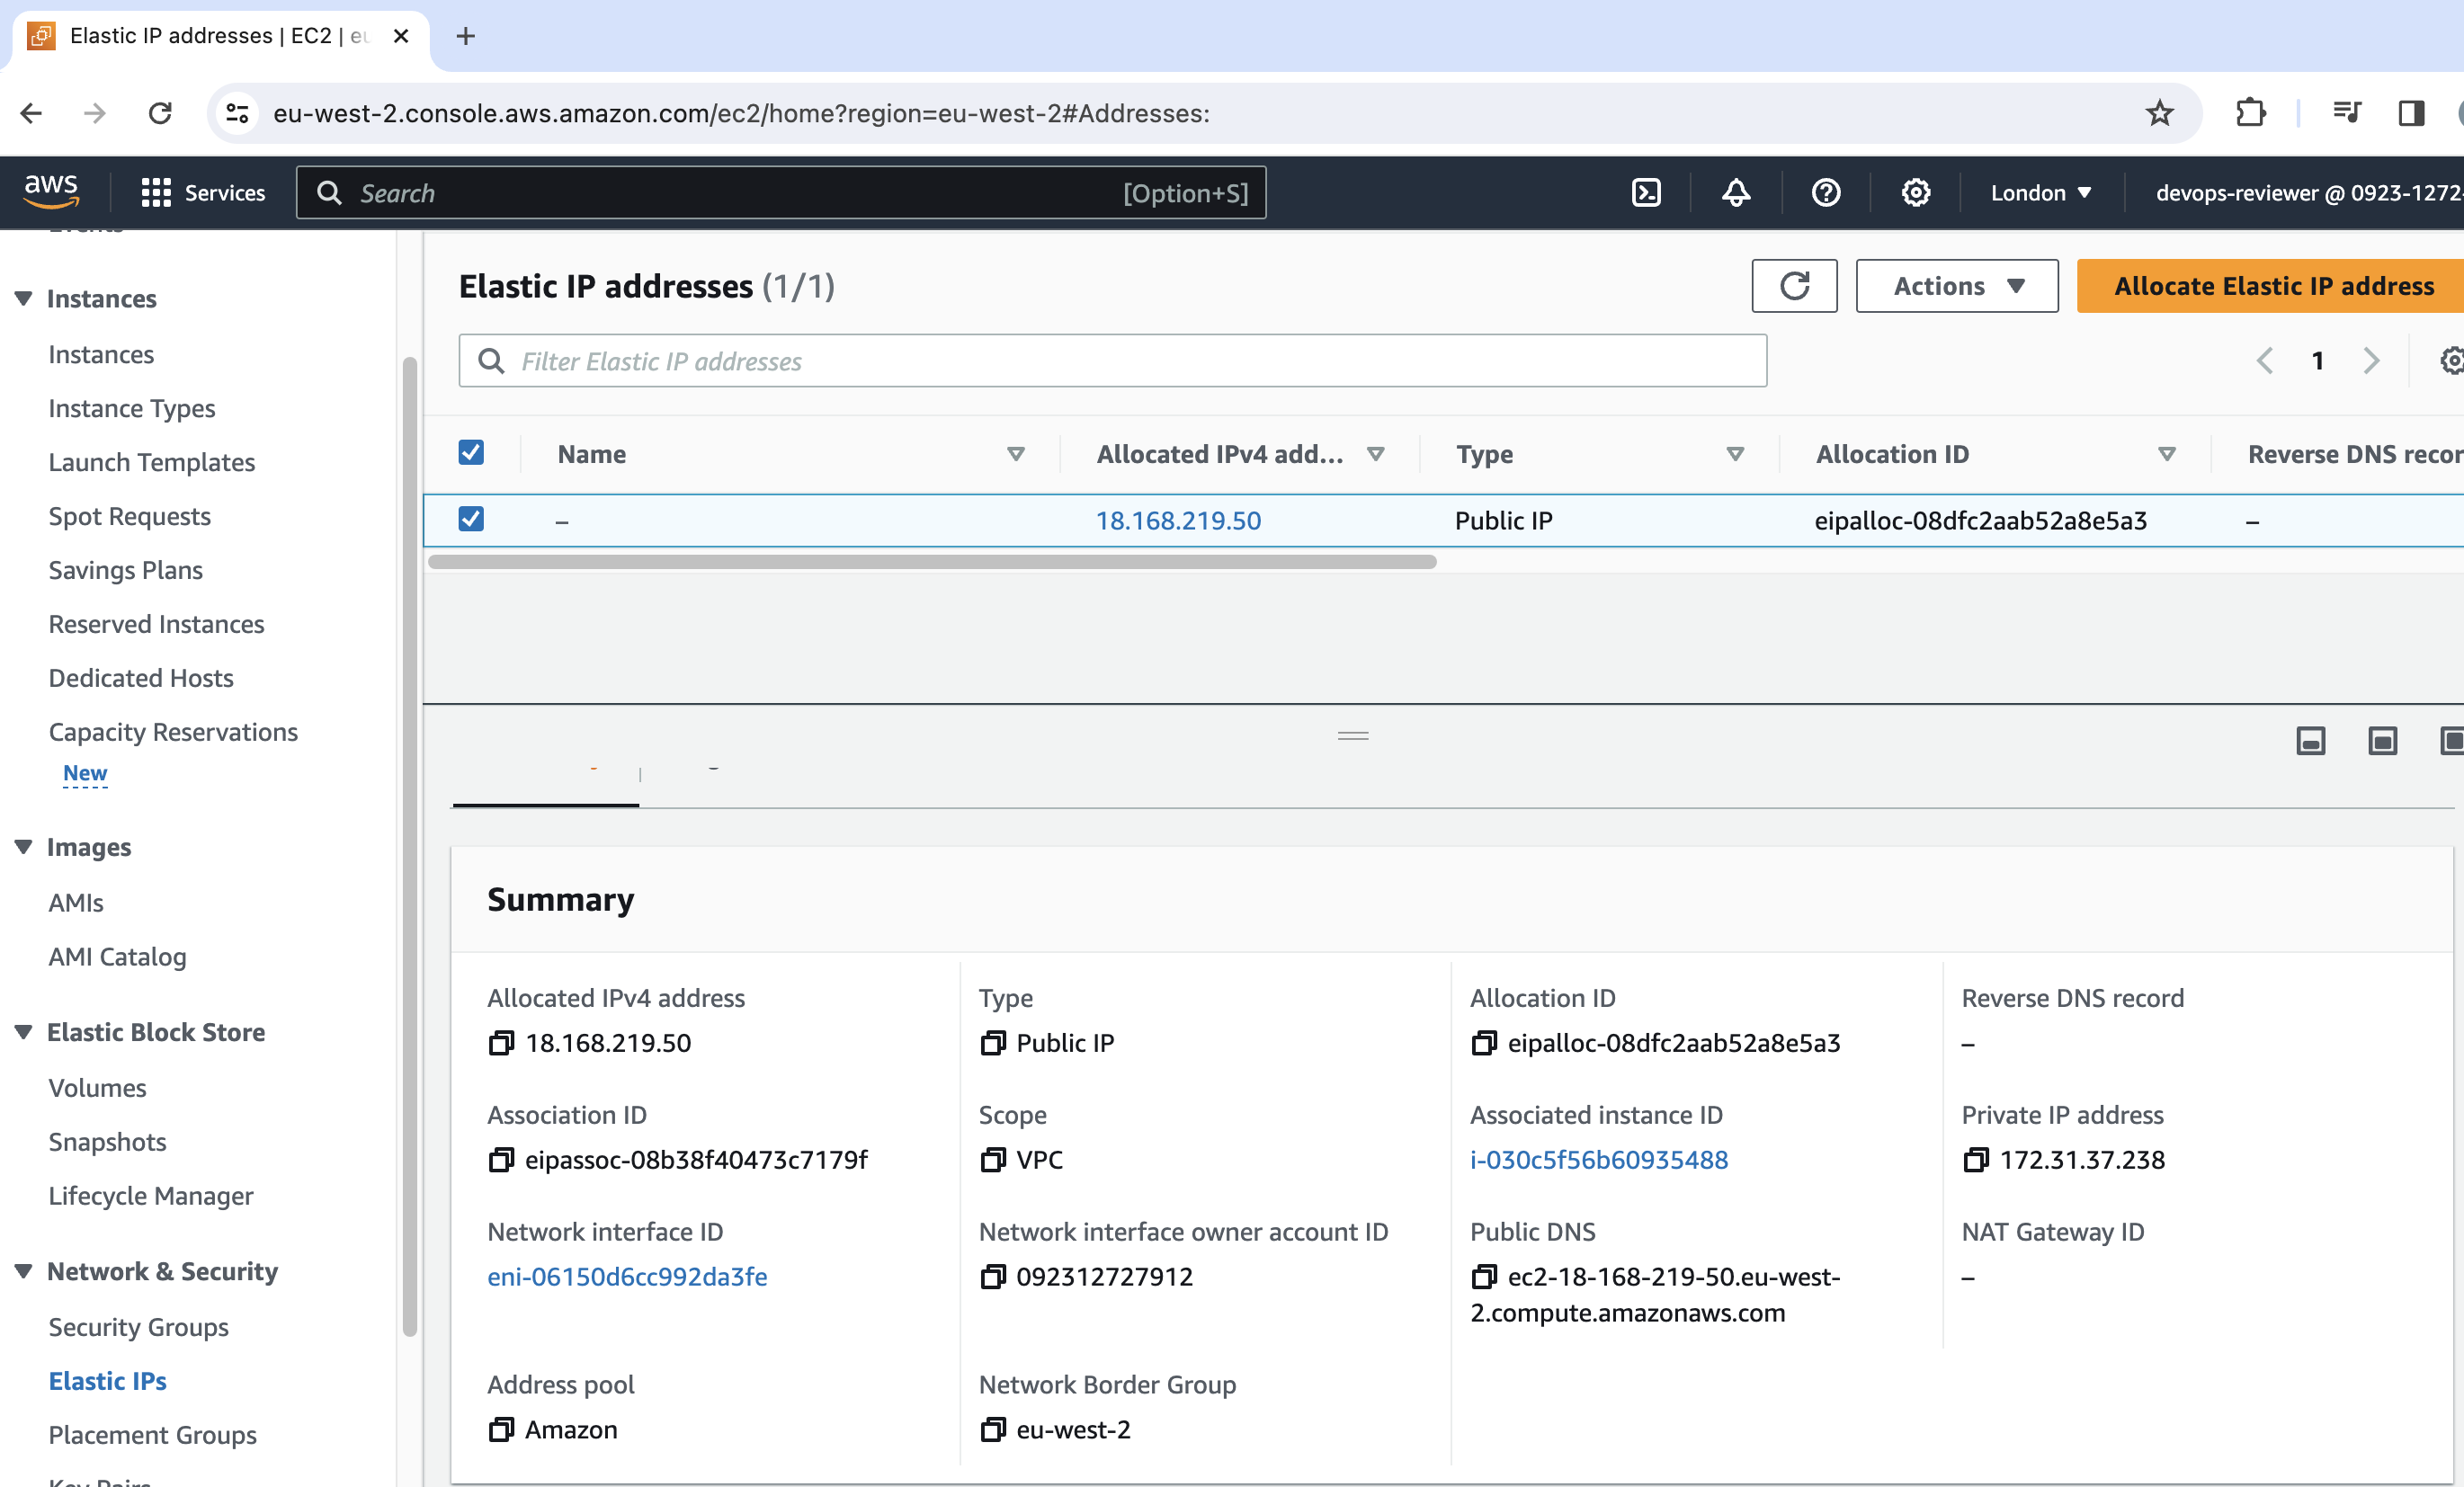 Elastic IP addresses | EC2 | eu
eu-west-2.console.aws.amazon.com/ec2/home?region=eu-west-2#Addresses:
aws
Services
Search
[Option+S]
London
devops-reviewer @ 0923-1272-
Events
Instances
Instances
Instance Types
Launch Templates
Spot Requests
Savings Plans
Reserved Instances
Dedicated Hosts
Capacity Reservations
New
Images
AMIs
AMI Catalog
Elastic Block Store
Volumes
Snapshots
Lifecycle Manager
Network & Security
Security Groups
Elastic IPs
Placement Groups
Key Pairs
Elastic IP addresses (1/1)
Actions
Allocate Elastic IP address
Filter Elastic IP addresses
1
Name
Allocated IPv4 add...
Type
Allocation ID
Reverse DNS recor
–
18.168.219.50
Public IP
eipalloc-08dfc2aab52a8e5a3
–
Summary
Allocated IPv4 address
18.168.219.50
Type
Public IP
Allocation ID
eipalloc-08dfc2aab52a8e5a3
Reverse DNS record
–
Association ID
eipassoc-08b38f40473c7179f
Scope
VPC
Associated instance ID
i-030c5f56b60935488
Private IP address
172.31.37.238
Network interface ID
eni-06150d6cc992da3fe
Network interface owner account ID
092312727912
Public DNS
ec2-18-168-219-50.eu-west-
2.compute.amazonaws.com
NAT Gateway ID
–
Address pool
Amazon
Network Border Group
eu-west-2